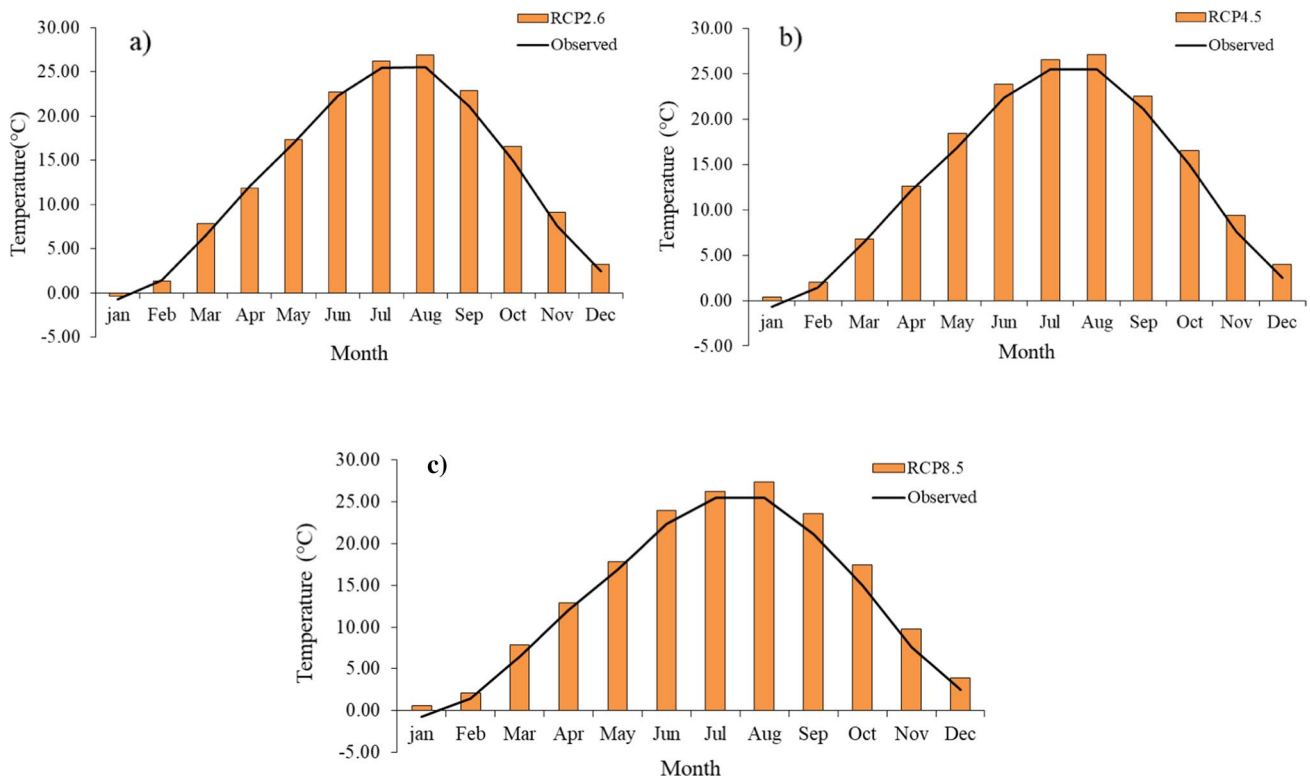 a)
RCP2.6
Observed
30.00
25.00
20.00
15.00
10.00
5.00
0.00
-5.00
Temperature(°C)
jan Feb Mar Apr May Jun Jul Aug Sep Oct Nov Dec
Month
b)
RCP4.5
Observed
30.00
25.00
20.00
15.00
10.00
5.00
0.00
-5.00
Temperature (°C)
jan Feb Mar Apr May Jun Jul Aug Sep Oct Nov Dec
Month
c)
RCP8.5
Observed
30.00
25.00
20.00
15.00
10.00
5.00
0.00
-5.00
Temperature (°C)
jan Feb Mar Apr May Jun Jul Aug Sep Oct Nov Dec
Month